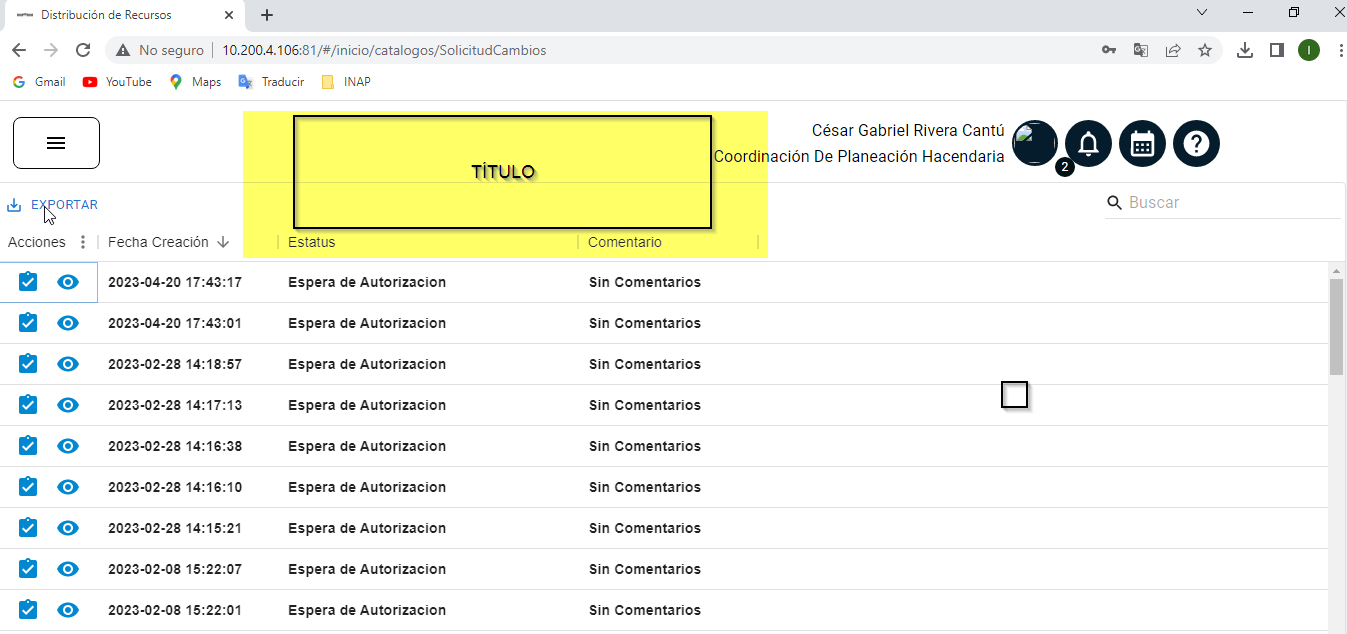 Distribución de Recursos
No seguro
10.200.4.106:81/#/inicio/catalogos/SolicitudCambios
I
Gmail
YouTube
Maps
Traducir
INAP
TÍTULO
César Gabriel Rivera Cantú
Coordinación De Planeación Hacendaria
2
EXPORTAR
Buscar
Acciones Fecha Creación Estatus Comentario
2023-04-20 17:43:17 Espera de Autorizacion Sin Comentarios
2023-04-20 17:43:01 Espera de Autorizacion Sin Comentarios
2023-02-28 14:18:57 Espera de Autorizacion Sin Comentarios
2023-02-28 14:17:13 Espera de Autorizacion Sin Comentarios
2023-02-28 14:16:38 Espera de Autorizacion Sin Comentarios
2023-02-28 14:16:10 Espera de Autorizacion Sin Comentarios
2023-02-28 14:15:21 Espera de Autorizacion Sin Comentarios
2023-02-08 15:22:07 Espera de Autorizacion Sin Comentarios
2023-02-08 15:22:01 Espera de Autorizacion Sin Comentarios